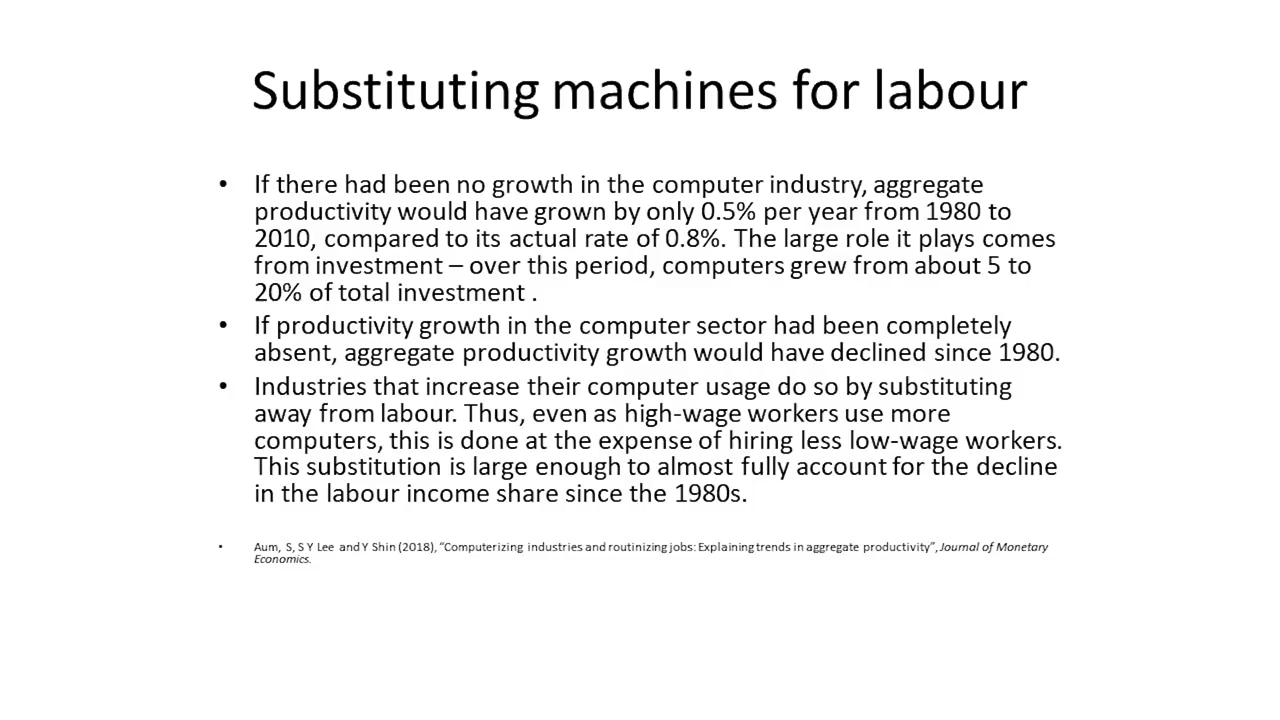 Substituting machines for labour
• If there had been no growth in the computer industry, aggregate
productivity would have grown by only 0.5% per year from 1980 to
2010, compared to its actual rate of 0.8%. The large role it plays comes
from investment – over this period, computers grew from about 5 to
20% of total investment .
• If productivity growth in the computer sector had been completely
absent, aggregate productivity growth would have declined since 1980.
• Industries that increase their computer usage do so by substituting
away from labour. Thus, even as high-wage workers use more
computers, this is done at the expense of hiring less low-wage workers.
This substitution is large enough to almost fully account for the decline
in the labour income share since the 1980s.
• Aum, S, S Y Lee and Y Shin (2018), “Computerizing industries and routinizing jobs: Explaining trends in aggregate productivity”, Journal of Monetary
Economics.